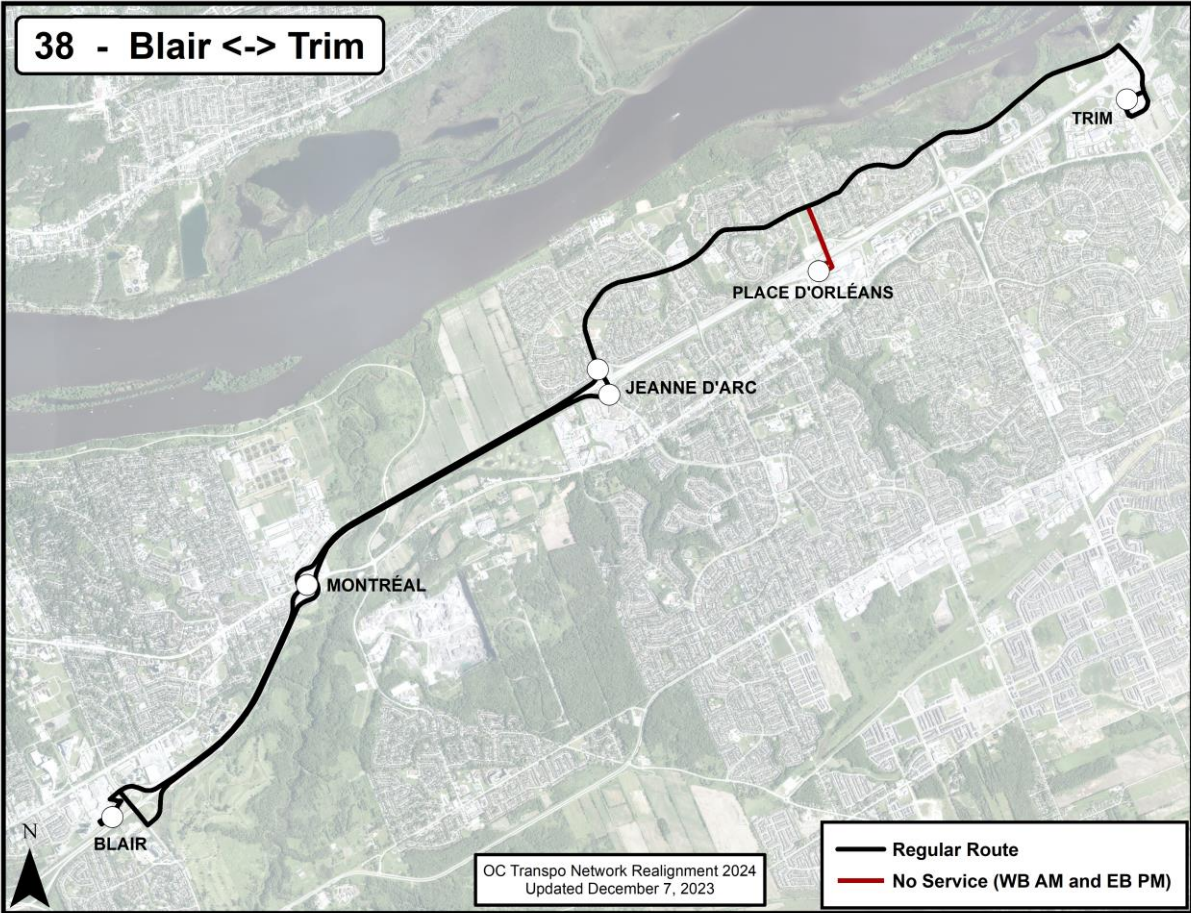 38 - Blair <-> Trim
TRIM
PLACE D'ORLÉANS
JEANNE D'ARC
MONTRÉAL
BLAIR
N
OC Transpo Network Realignment 2024
Updated December 7, 2023
Regular Route
No Service (WB AM and EB PM)